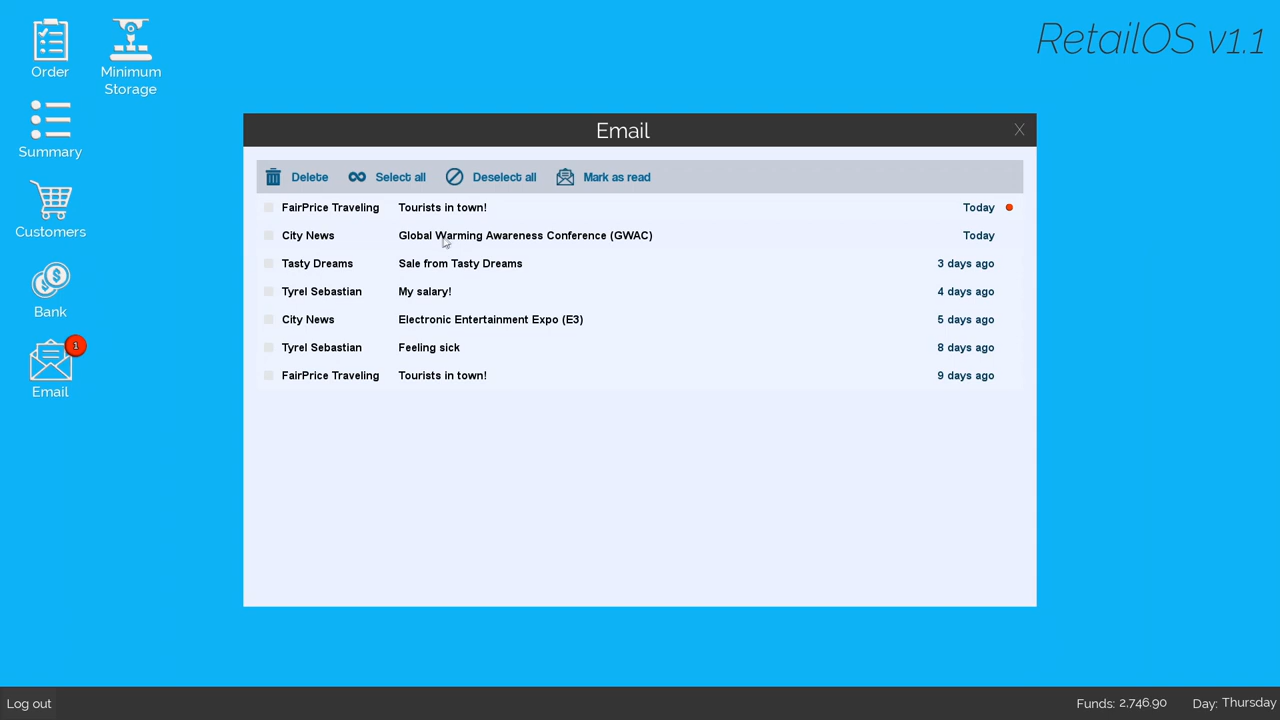 RetailOS v1.1
Order
Minimum
Storage
Summary
Customers
Bank
1
Email
Email
X
Delete Select all Deselect all Mark as read
FairPrice Traveling Tourists in town! Today
City News Global Warming Awareness Conference (GWAC) Today
Tasty Dreams Sale from Tasty Dreams 3 days ago
Tyrel Sebastian My salary! 4 days ago
City News Electronic Entertainment Expo (E3) 5 days ago
Tyrel Sebastian Feeling sick 8 days ago
FairPrice Traveling Tourists in town! 9 days ago
Log out
Funds: 2,746.90 Day: Thursday